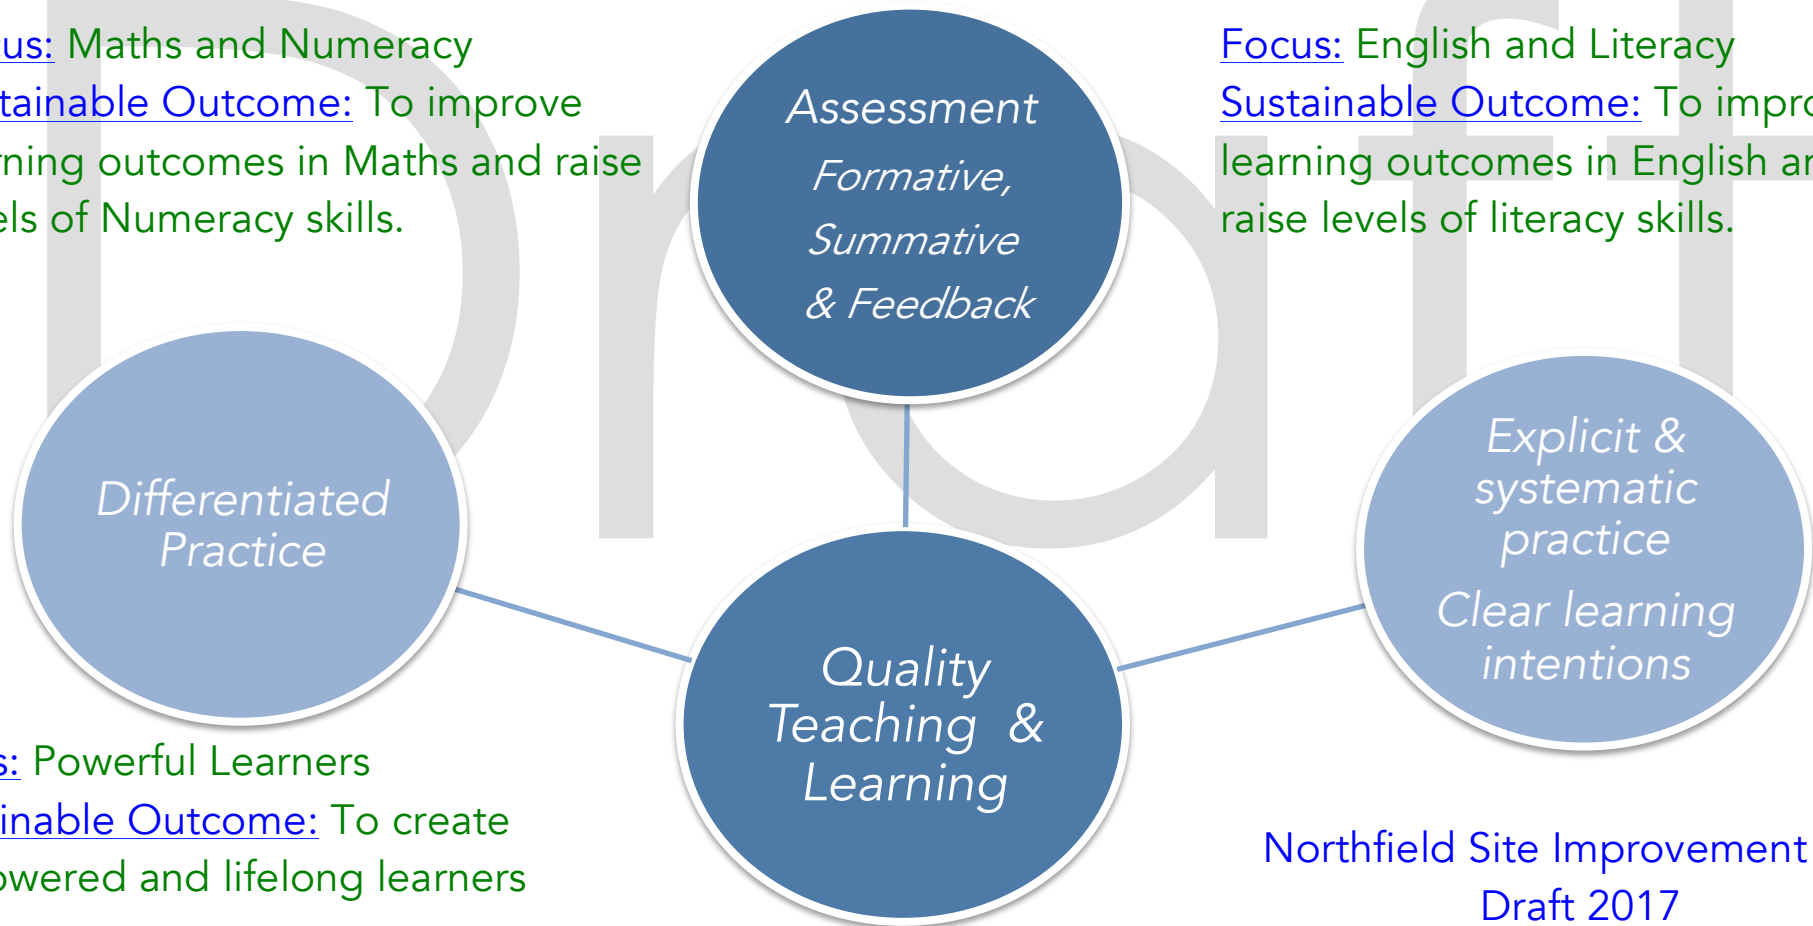 cus: Maths and Numeracy
tainable Outcome: To improve
rning outcomes in Maths and raise
els of Numeracy skills.
Assessment
Formative,
Summative
& Feedback
Focus: English and Literacy
Sustainable Outcome: To impro
learning outcomes in English an
raise levels of literacy skills.
Draft
Differentiated
Practice
Explicit &
systematic
practice
Clear learning
intentions
Quality
Teaching & 
Learning
s: Powerful Learners
inable Outcome: To create
owered and lifelong learners
Northfield Site Improvement
Draft 2017